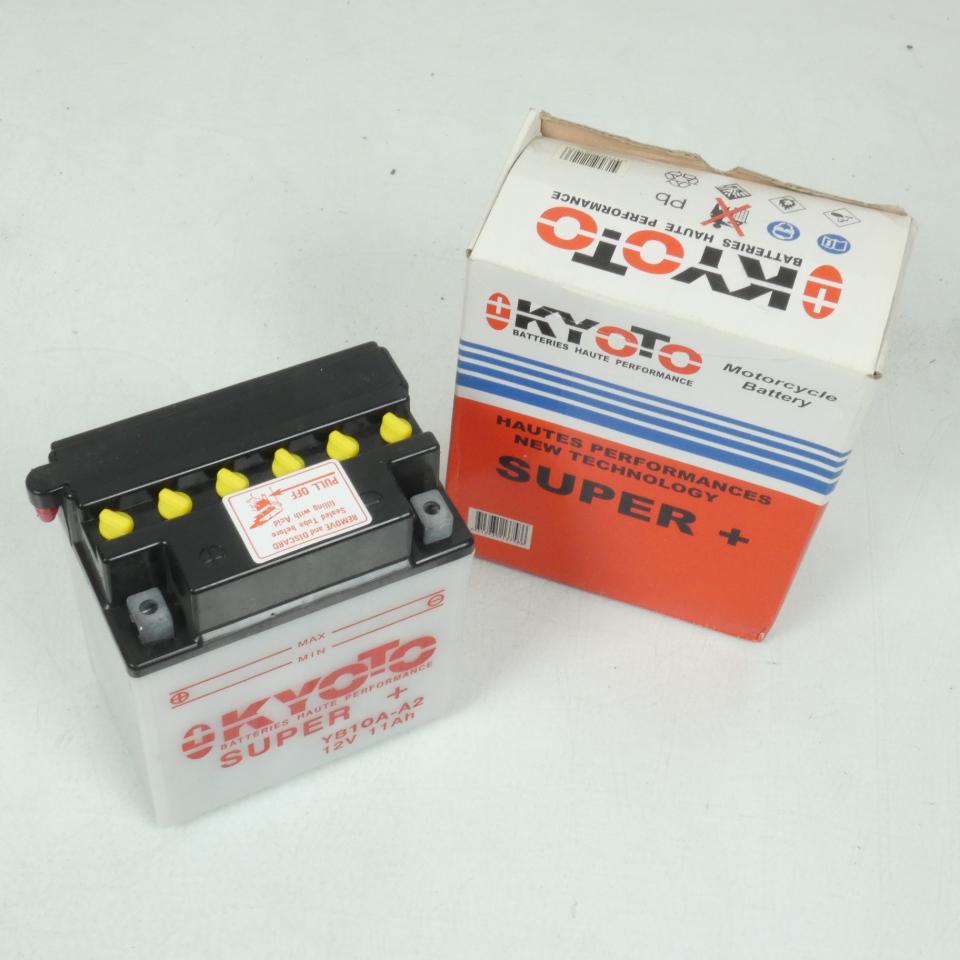 Pb
BATTERIES HAUTE PERFORMANCE
KYOTO
KYOTO
BATTERIES HAUTE PERFORMANCE
Motorcycle
Battery
HAUTES PERFORMANCES
NEW TECHNOLOGY
SUPER +
REMOVE and DISCARD
Sealed Tube before
filling with Acid
PULL OFF
MAX
MIN
KYOTO
BATTERIES HAUTE PERFORMANCE
SUPER +
YB10A-A2
12V 11Ah